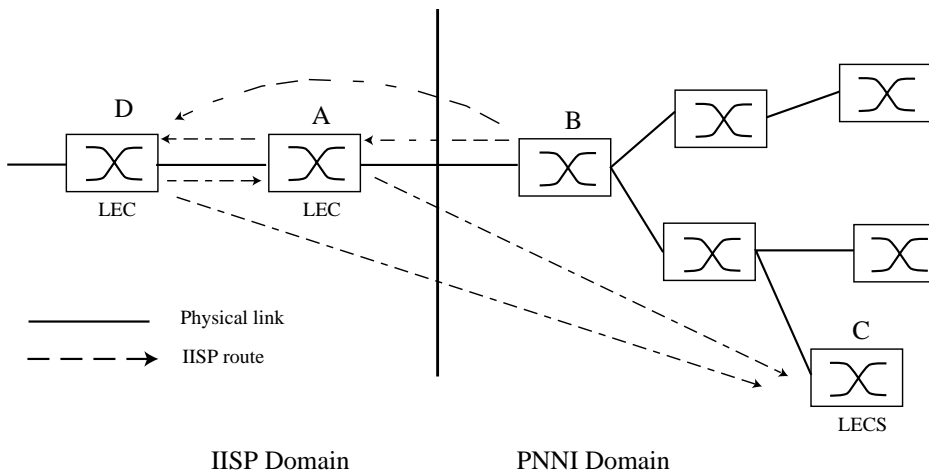 D
A
B
LEC
LEC
Physical link
IISP route
C
LECS
IISP Domain
PNNI Domain